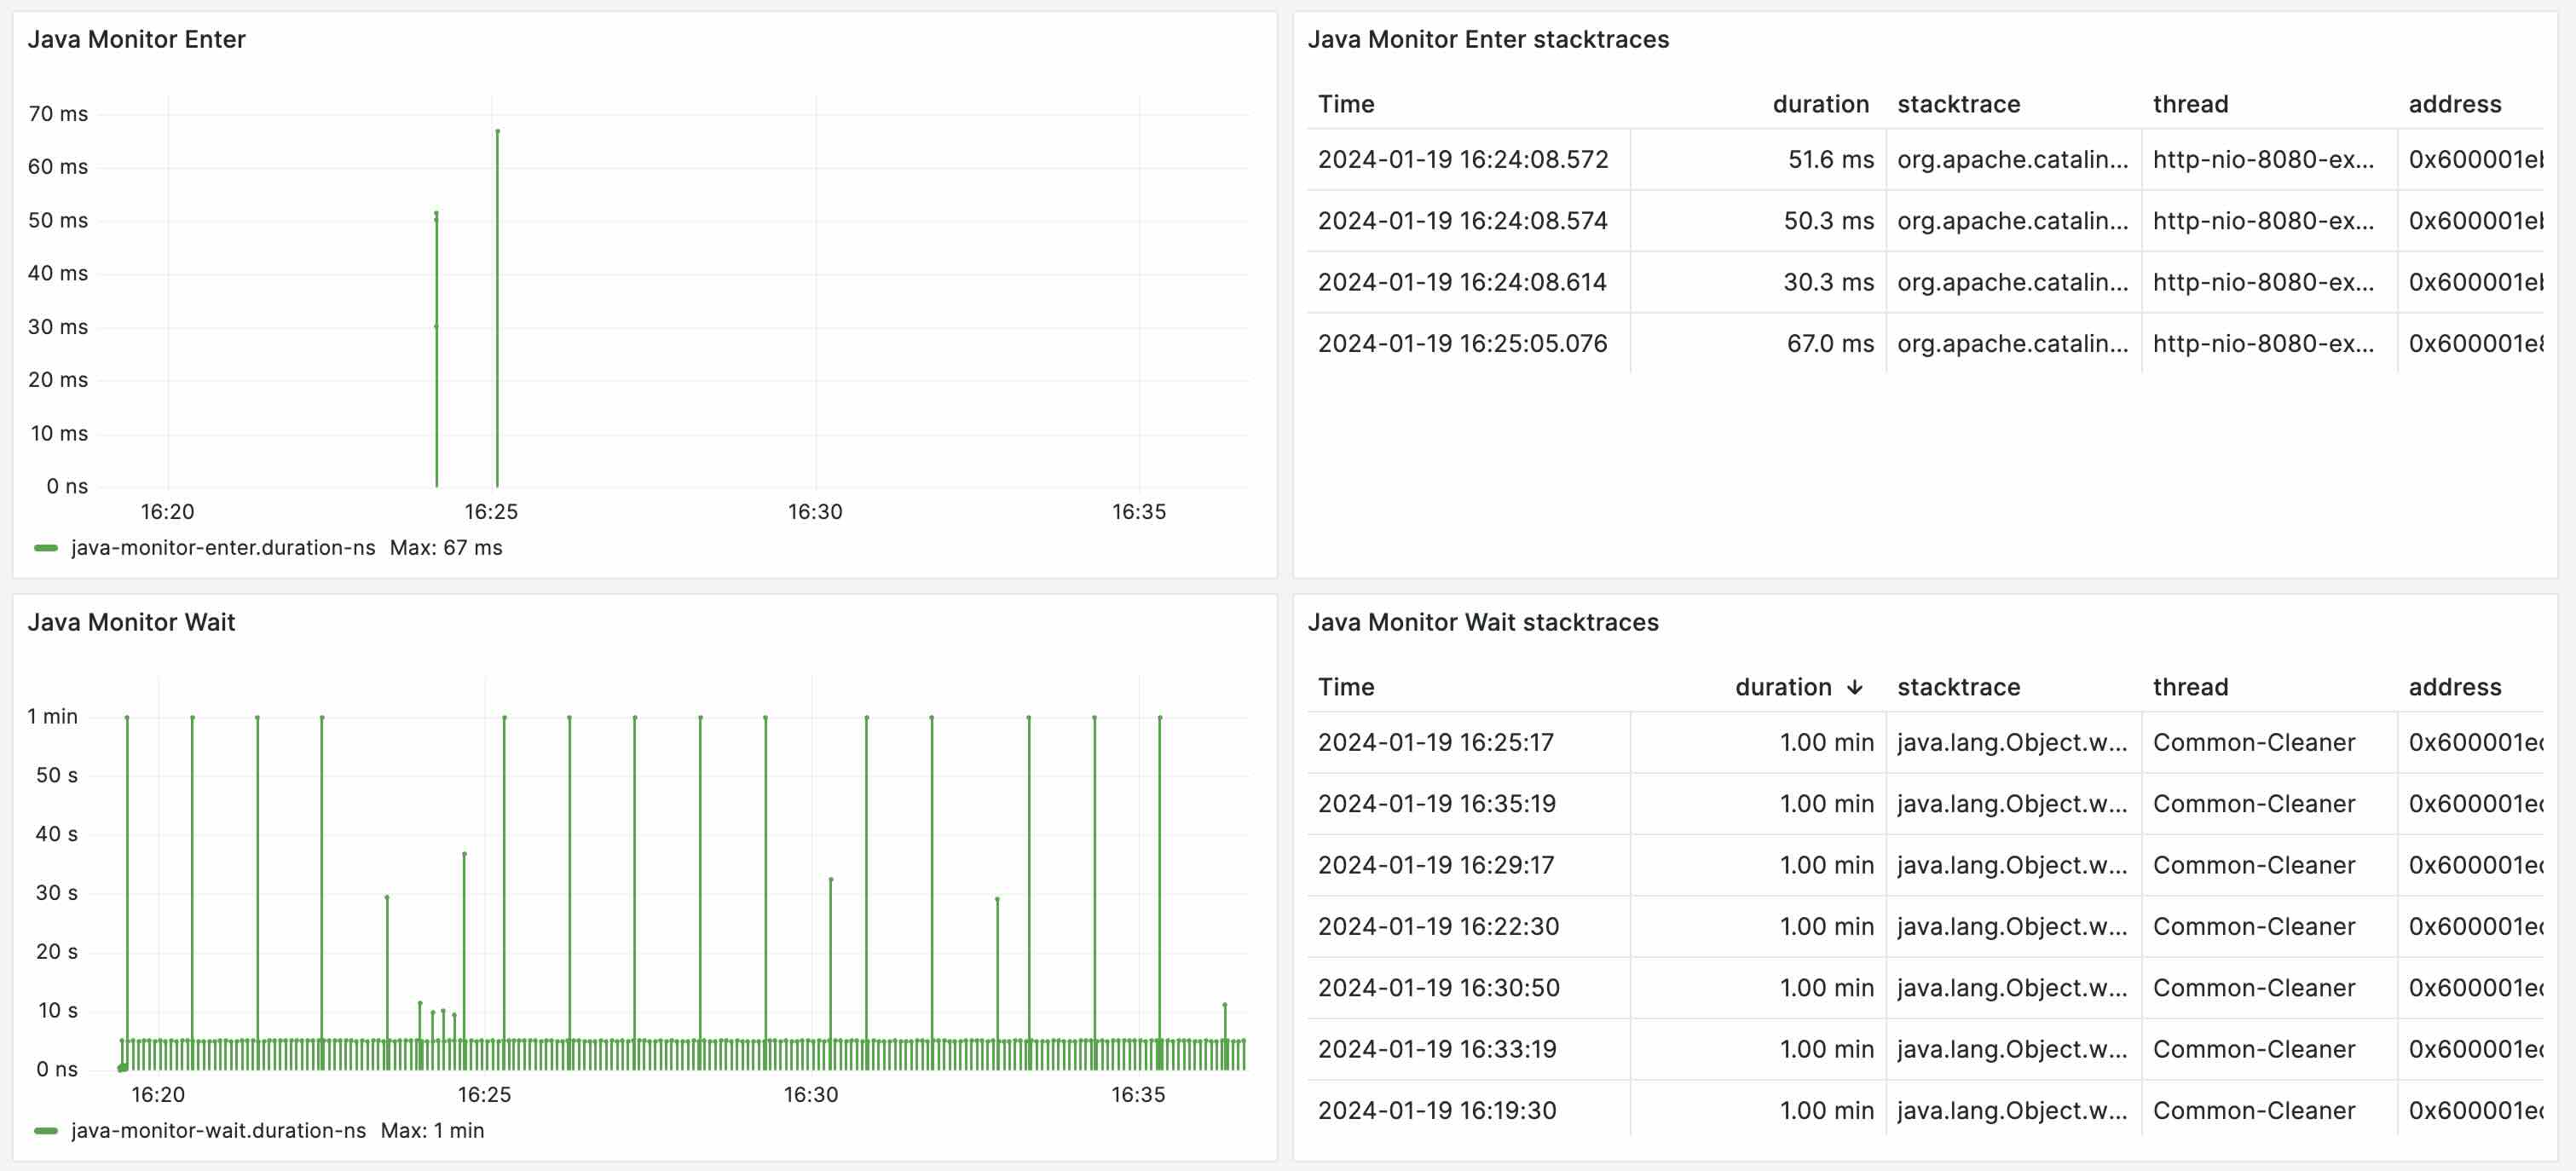 Java Monitor Enter
70 ms
60 ms
50 ms
40 ms
30 ms
20 ms
10 ms
0 ns
16:20 16:25 16:30 16:35
java-monitor-enter.duration-ns Max: 67 ms
Java Monitor Enter stacktraces
Time duration stacktrace thread address
2024-01-19 16:24:08.572 51.6 ms org.apache.catalin... http-nio-8080-ex... 0x600001e
2024-01-19 16:24:08.574 50.3 ms org.apache.catalin... http-nio-8080-ex... 0x600001e
2024-01-19 16:24:08.614 30.3 ms org.apache.catalin... http-nio-8080-ex... 0x600001e
2024-01-19 16:25:05.076 67.0 ms org.apache.catalin... http-nio-8080-ex... 0x600001e
Java Monitor Wait
1 min
50 s
40 s
30 s
20 s
10 s
0 ns
16:20 16:25 16:30 16:35
java-monitor-wait.duration-ns Max: 1 min
Java Monitor Wait stacktraces
Time duration ↓ stacktrace thread address
2024-01-19 16:25:17 1.00 min java.lang.Object.w... Common-Cleaner 0x600001e
2024-01-19 16:35:19 1.00 min java.lang.Object.w... Common-Cleaner 0x600001e
2024-01-19 16:29:17 1.00 min java.lang.Object.w... Common-Cleaner 0x600001e
2024-01-19 16:22:30 1.00 min java.lang.Object.w... Common-Cleaner 0x600001e
2024-01-19 16:30:50 1.00 min java.lang.Object.w... Common-Cleaner 0x600001e
2024-01-19 16:33:19 1.00 min java.lang.Object.w... Common-Cleaner 0x600001e
2024-01-19 16:19:30 1.00 min java.lang.Object.w... Common-Cleaner 0x600001e